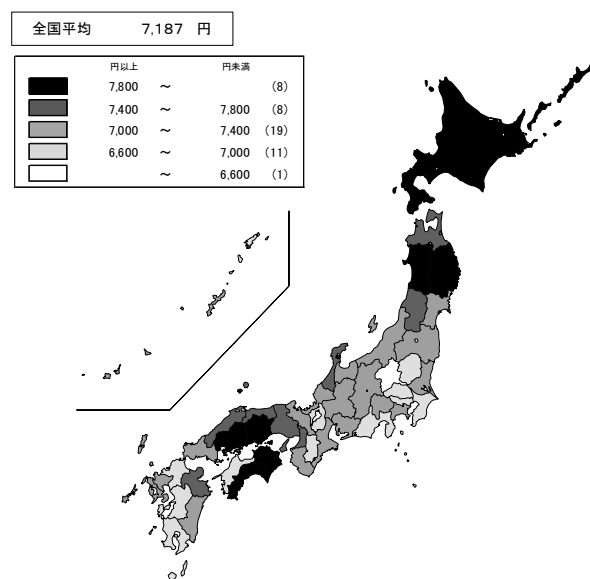 全国平均 7,187 円
円以上 円未満
7,800 ～ (8)
7,400 ～ 7,800 (8)
7,000 ～ 7,400 (19)
6,600 ～ 7,000 (11)
～ 6,600 (1)